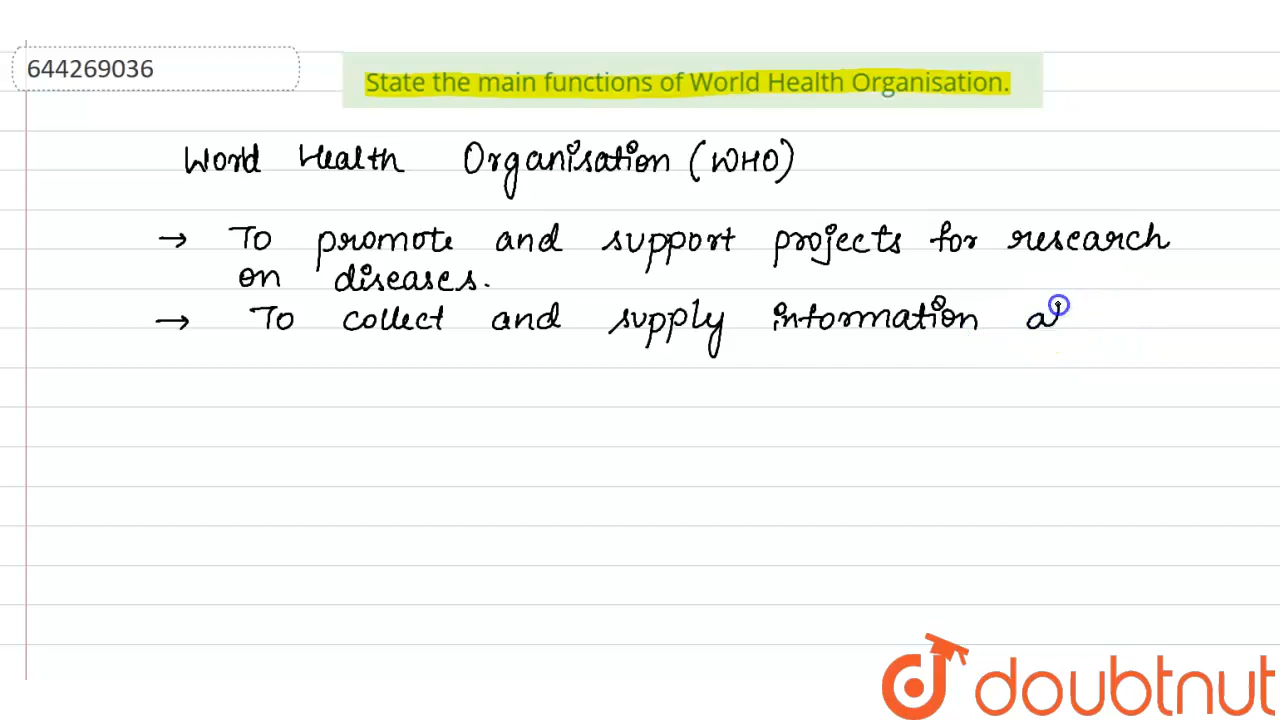 644269036
State the main functions of World Health Organisation.
World Health Organisation (WHO)
→ To promote and support projects for research
on diseases.
→ To collect and supply information a
doubtnut